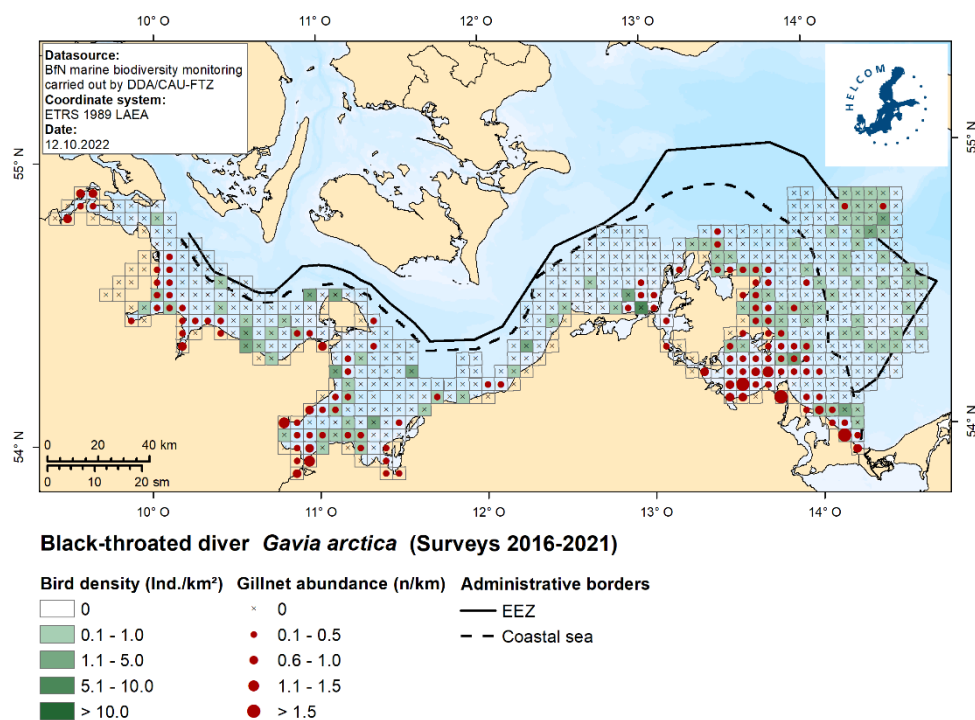 10° O 11° O 12° O 13° O 14° O
Datasource:
BfN marine biodiversity monitoring
carried out by DDA/CAU-FTZ
Coordinate system:
ETRS 1989 LAEA
Date:
12.10.2022
HELCOM
55° N
55° N
54° N
54° N
0 20 40 km
0 10 20 sm
10° O 11° O 12° O 13° O 14° O
Black-throated diver Gavia arctica (Surveys 2016-2021)
Bird density (Ind./km²) Gillnet abundance (n/km) Administrative borders
0 0 EEZ
0.1 - 1.0 0.1 - 0.5 Coastal sea
1.1 - 5.0 0.6 - 1.0
5.1 - 10.0 1.1 - 1.5
> 10.0 > 1.5